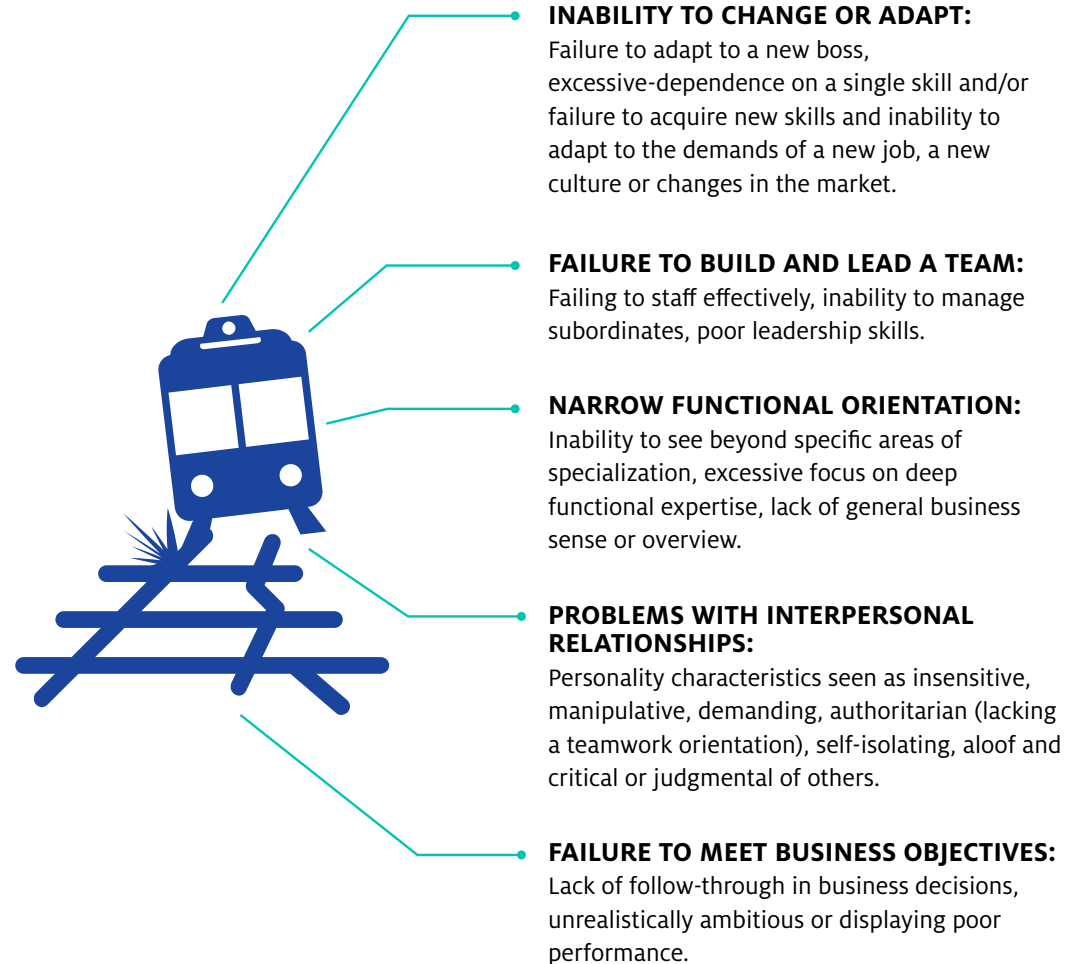 INABILITY TO CHANGE OR ADAPT:
Failure to adapt to a new boss,
excessive-dependence on a single skill and/or
failure to acquire new skills and inability to
adapt to the demands of a new job, a new
culture or changes in the market.
FAILURE TO BUILD AND LEAD A TEAM:
Failing to staff effectively, inability to manage
subordinates, poor leadership skills.
NARROW FUNCTIONAL ORIENTATION:
Inability to see beyond specific areas of
specialization, excessive focus on deep
functional expertise, lack of general business
sense or overview.
PROBLEMS WITH INTERPERSONAL
RELATIONSHIPS:
Personality characteristics seen as insensitive,
manipulative, demanding, authoritarian (lacking
a teamwork orientation), self-isolating, aloof and
critical or judgmental of others.
FAILURE TO MEET BUSINESS OBJECTIVES:
Lack of follow-through in business decisions,
unrealistically ambitious or displaying poor
performance.